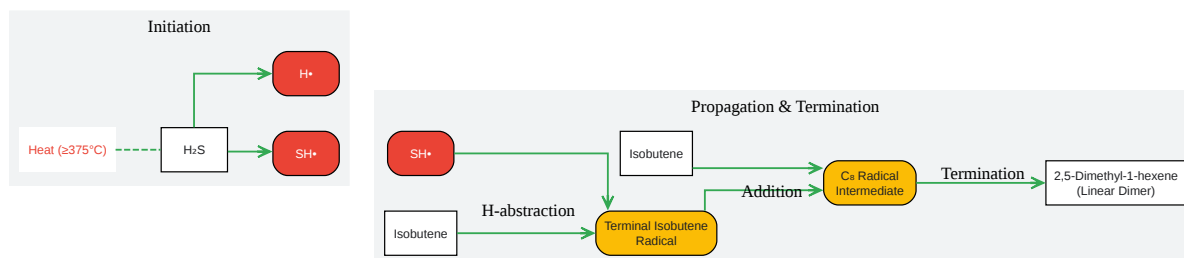 Initiation
H•
Heat (≥375°C)
H₂S
SH•
Propagation & Termination
SH•
Isobutene
C₈ Radical
Intermediate
Termination
2,5-Dimethyl-1-hexene
(Linear Dimer)
Addition
H-abstraction
Isobutene
Terminal Isobutene
Radical